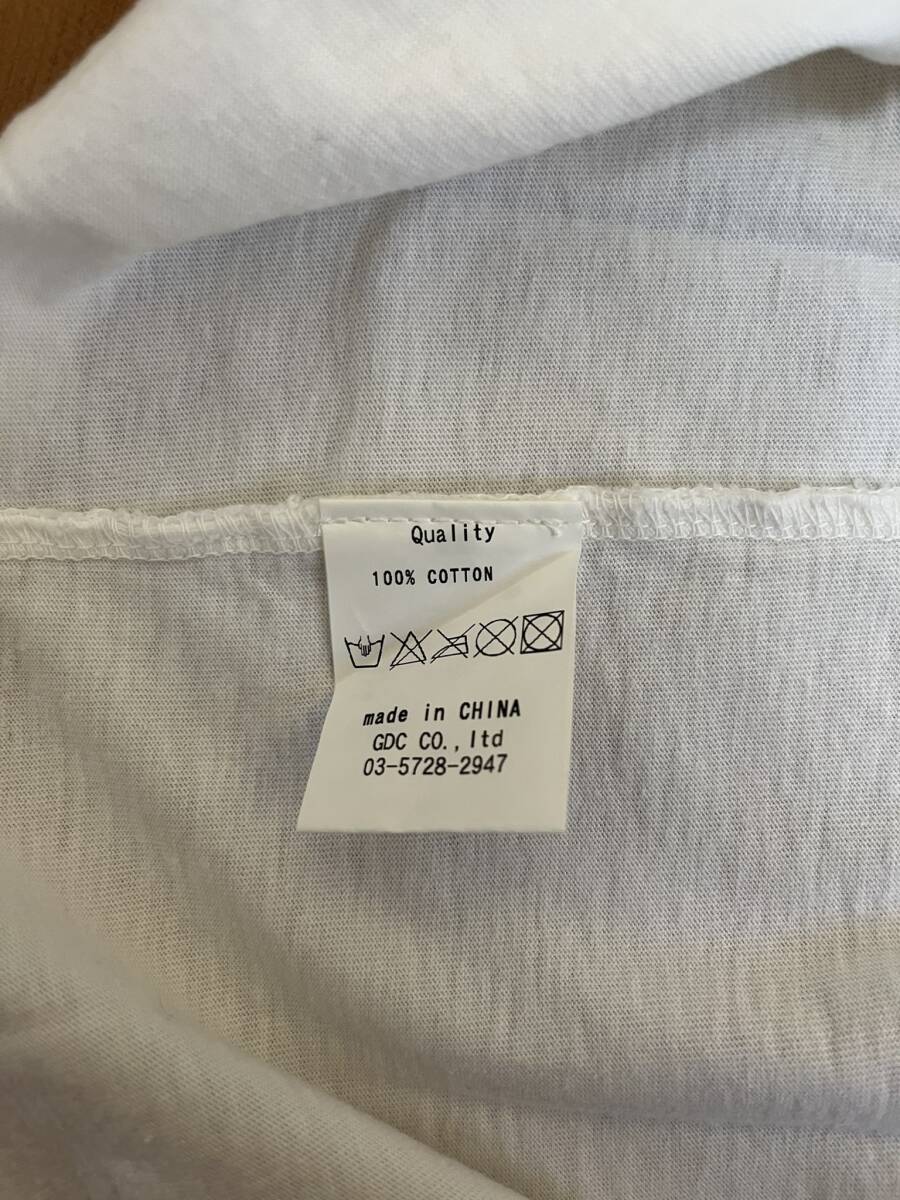 Quality
100% COTTON
made in CHINA
GDC CO.,ltd
03-5728-2947